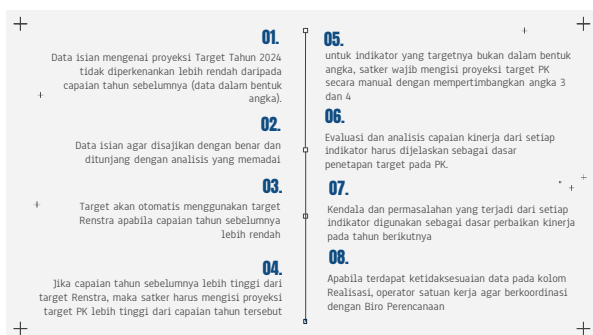 01.
Data isian mengenai proyeksi Target Tahun 2024
tidak diperkenankan lebih rendah daripada
capaian tahun sebelumnya (data dalam bentuk
angka).
02.
Data isian agar disajikan dengan benar dan
ditunjang dengan analisis yang memadai
03.
Target akan otomatis menggunakan target
Renstra apabila capaian tahun sebelumnya
lebih rendah
04.
Jika capaian tahun sebelumnya lebih tinggi dari
target Renstra, maka satker harus mengisi proyeksi
target PK lebih tinggi dari capaian tahun tersebut
05.
untuk indikator yang targetnya bukan dalam bentuk
angka, satker wajib mengisi proyeksi target PK
secara manual dengan mempertimbangkan angka 3
dan 4
06.
Evaluasi dan analisis capaian kinerja dari setiap
indikator harus dijelaskan sebagai dasar
penetapan target pada PK.
07.
Kendala dan permasalahan yang terjadi dari setiap
indikator digunakan sebagai dasar perbaikan kinerja
pada tahun berikutnya
08.
Apabila terdapat ketidaksesuaian data pada kolom
Realisasi, operator satuan kerja agar berkoordinasi
dengan Biro Perencanaan